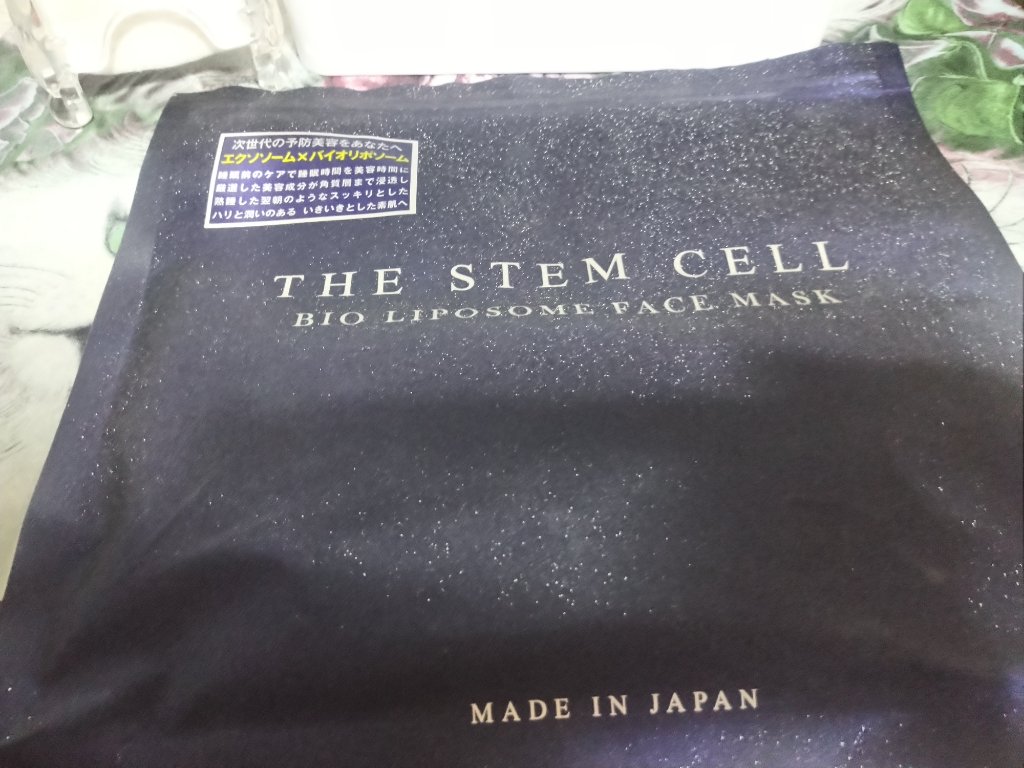 次世代の予防美容をあなたへ
エクソソーム×バイオリポソーム
睡眠前のケアで睡眠時間を美容時間に
厳選した美容成分が角質層まで浸透し
熟睡した翌朝のようなスッキリとした
ハリと潤いのある いきいきとした素肌へ
THE STEM CELL
BIO LIPOSOME FACE MASK
MADE IN JAPAN